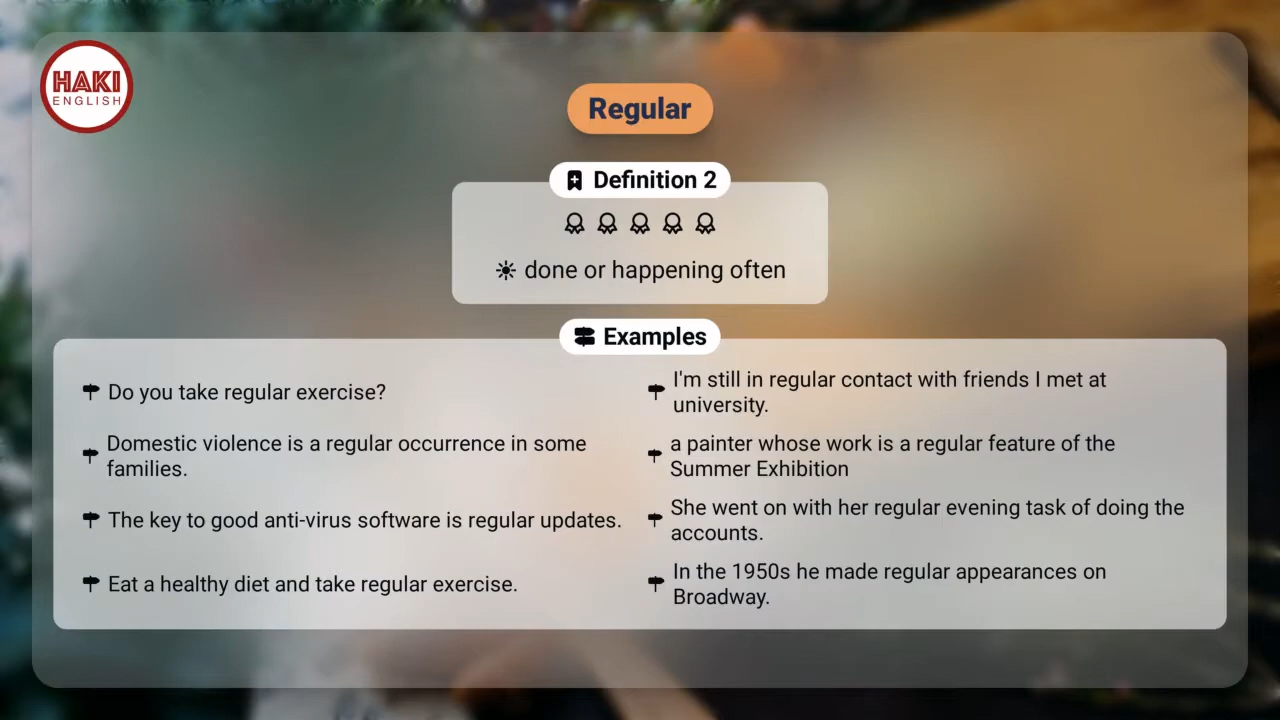 HAKI
ENGLISH
Regular
Definition 2
done or happening often
Examples
Do you take regular exercise?
I'm still in regular contact with friends I met at
university.
Domestic violence is a regular occurrence in some
families.
a painter whose work is a regular feature of the
Summer Exhibition
The key to good anti-virus software is regular updates.
She went on with her regular evening task of doing the
accounts.
Eat a healthy diet and take regular exercise.
In the 1950s he made regular appearances on
Broadway.